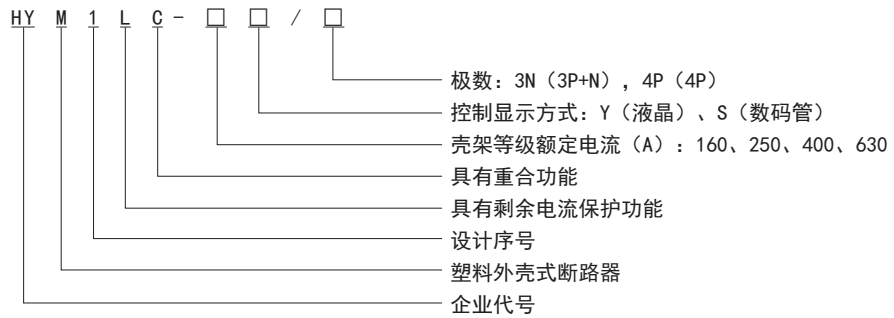 HY M 1 L C - □ □ / □
极数：3N（3P+N），4P（4P）
控制显示方式：Y（液晶）、S（数码管）
壳架等级额定电流（A）：160、250、400、630
具有重合功能
具有剩余电流保护功能
设计序号
塑料外壳式断路器
企业代号